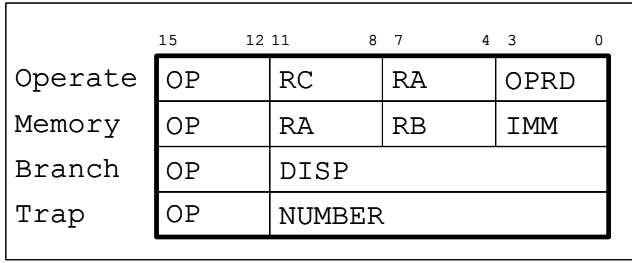 15 12 11 8 7 4 3 0
Operate OP RC RA OPRD
Memory OP RA RB IMM
Branch OP DISP
Trap OP NUMBER